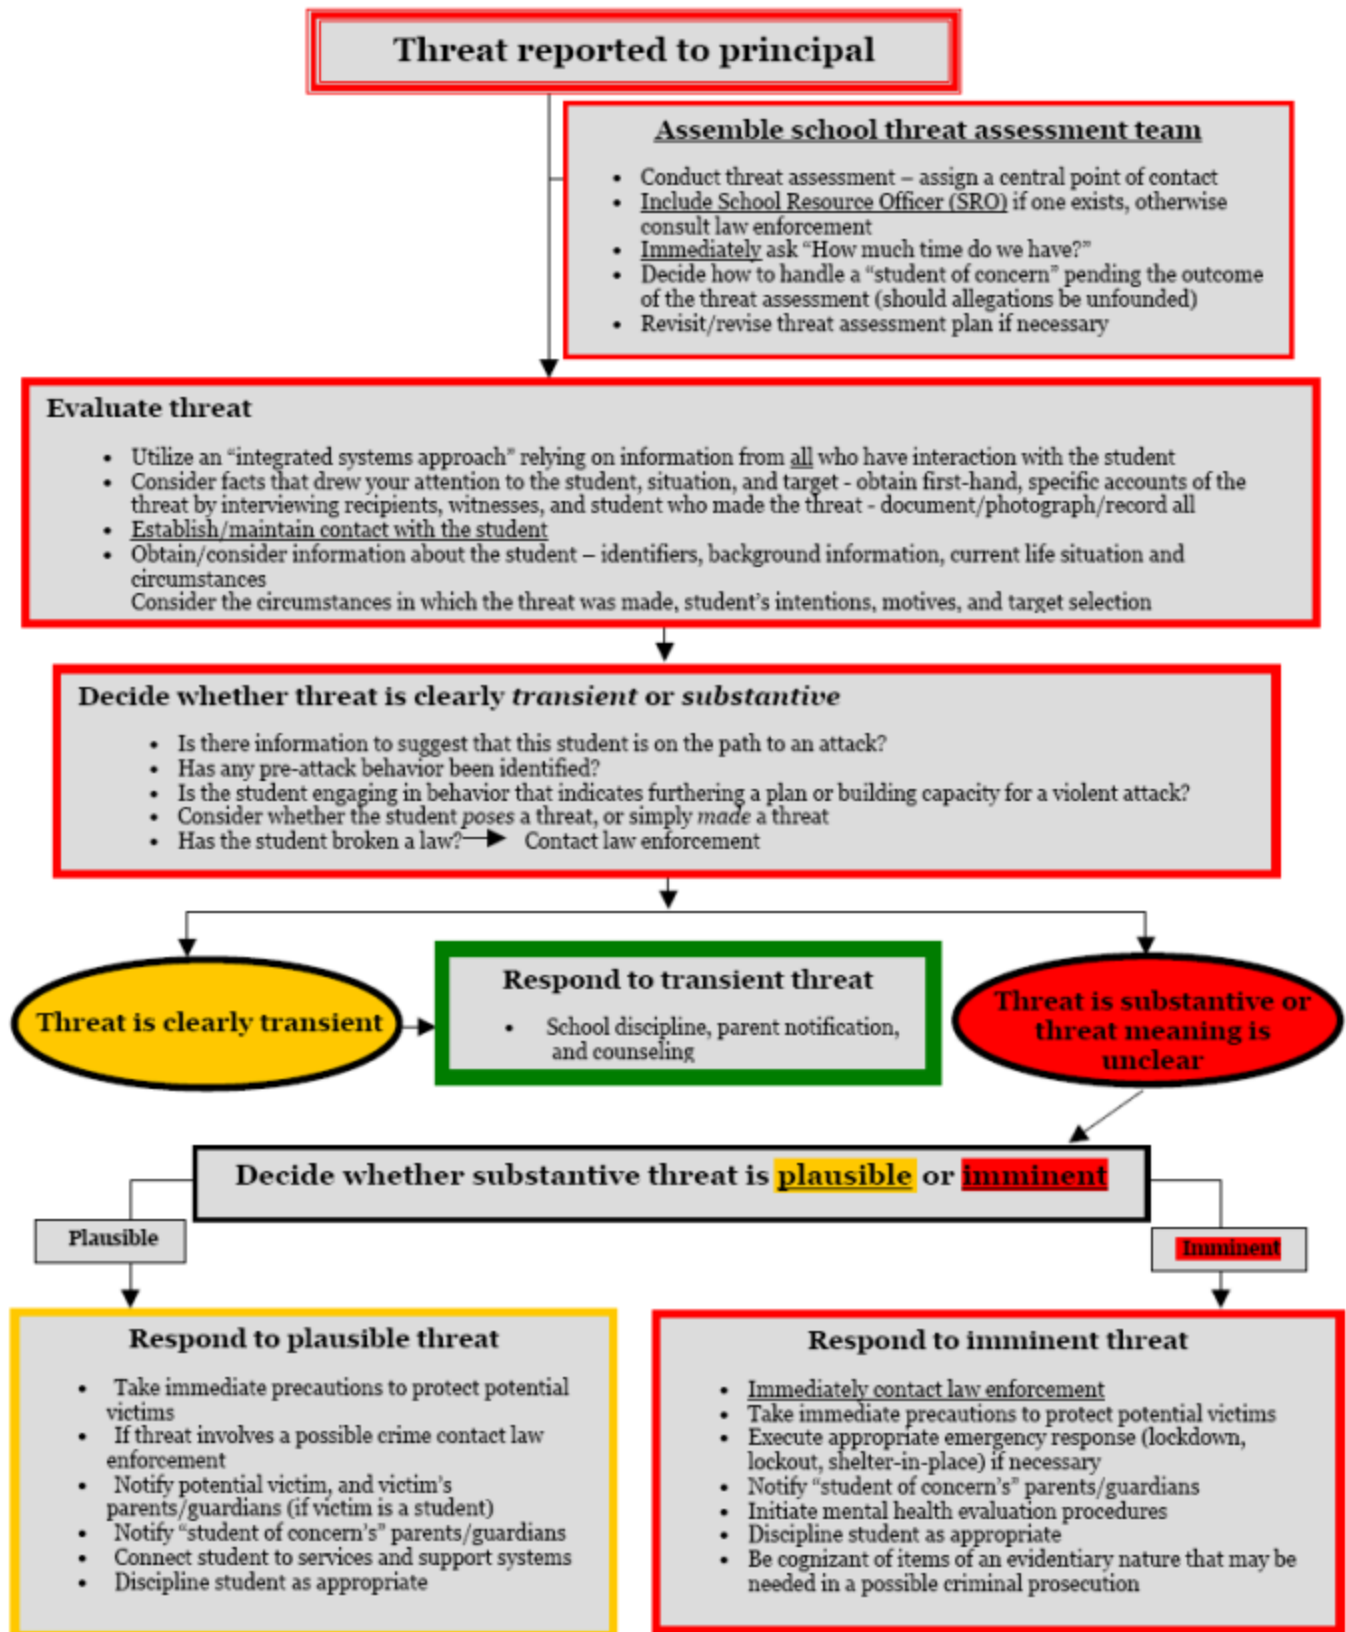 Threat reported to principal
Assemble school threat assessment team
• Conduct threat assessment – assign a central point of contact
• Include School Resource Officer (SRO) if one exists, otherwise
consult law enforcement
• Immediately ask “How much time do we have?”
• Decide how to handle a “student of concern” pending the outcome
of the threat assessment (should allegations be unfounded)
• Revisit/revise threat assessment plan if necessary
Evaluate threat
• Utilize an “integrated systems approach” relying on information from all who have interaction with the student
• Consider facts that drew your attention to the student, situation, and target - obtain first-hand, specific accounts of the
threat by interviewing recipients, witnesses, and student who made the threat - document/photograph/record all
• Establish/maintain contact with the student
• Obtain/consider information about the student – identifiers, background information, current life situation and
circumstances
Consider the circumstances in which the threat was made, student’s intentions, motives, and target selection
Decide whether threat is clearly transient or substantive
• Is there information to suggest that this student is on the path to an attack?
• Has any pre-attack behavior been identified?
• Is the student engaging in behavior that indicates furthering a plan or building capacity for a violent attack?
• Consider whether the student poses a threat, or simply made a threat
• Has the student broken a law? Contact law enforcement
Threat is clearly transient
Respond to transient threat
• School discipline, parent notification,
and counseling
Threat is substantive or
threat meaning is
unclear
Decide whether substantive threat is plausible or imminent
Plausible
Imminent
Respond to plausible threat
• Take immediate precautions to protect potential
victims
• If threat involves a possible crime contact law
enforcement
• Notify potential victim, and victim’s
parents/guardians (if victim is a student)
• Notify “student of concern’s” parents/guardians
• Connect student to services and support systems
• Discipline student as appropriate
Respond to imminent threat
• Immediately contact law enforcement
• Take immediate precautions to protect potential victims
• Execute appropriate emergency response (lockdown,
lockout, shelter-in-place) if necessary
• Notify “student of concern’s” parents/guardians
• Initiate mental health evaluation procedures
• Discipline student as appropriate
• Be cognizant of items of an evidentiary nature that may be
needed in a possible criminal prosecution